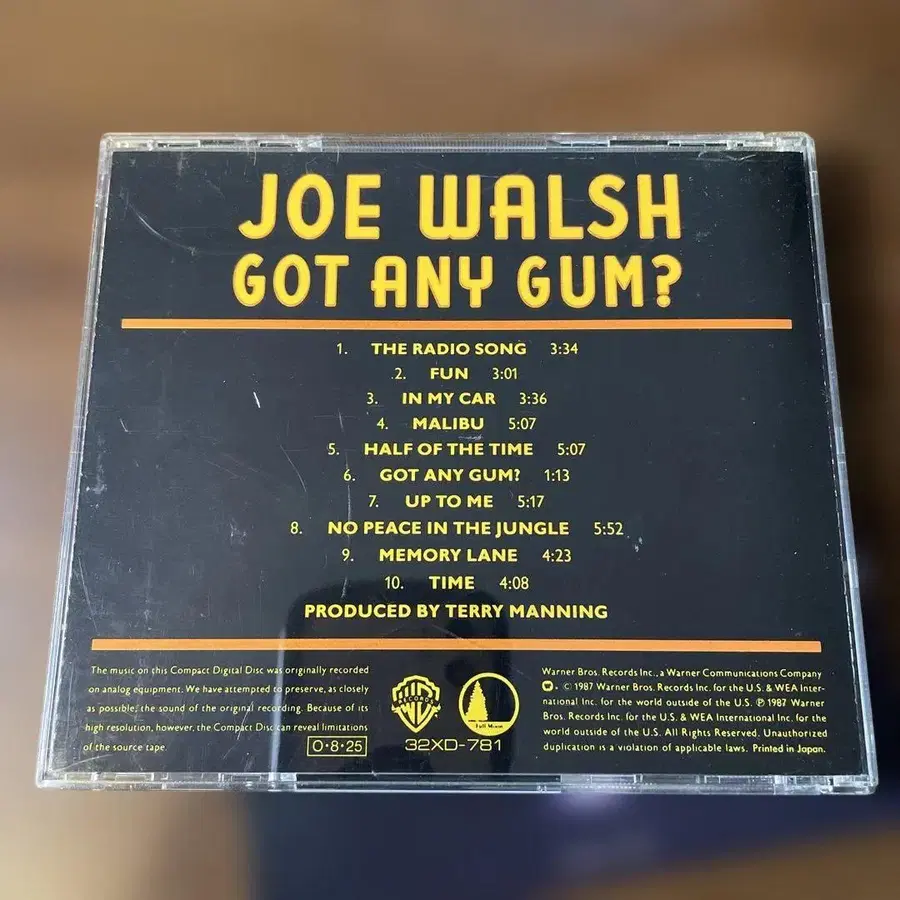 JOE WALSH
GOT ANY GUM?
1. THE RADIO SONG 3:34
2. FUN 3:01
3. IN MY CAR 3:36
4. MALIBU 5:07
5. HALF OF THE TIME 5:07
6. GOT ANY GUM? 1:13
7. UP TO ME 5:17
8. NO PEACE IN THE JUNGLE 5:52
9. MEMORY LANE 4:23
10. TIME 4:08
PRODUCED BY TERRY MANNING
The music on this Compact Digital Disc was originally recorded
on analog equipment. We have attempted to preserve, as closely
as possible, the sound of the original recording. Because of its
high resolution, however, the Compact Disc can reveal limitations
of the source tape.
O•8•25
WB
RECORDS
32XD-781
Full Moon
Warner Bros. Records Inc., a Warner Communications Company
. © 1987 Warner Bros. Records Inc. for the U.S. & WEA Inter-
national Inc. for the world outside of the U.S. ℗ 1987 Warner
Bros. Records Inc. for the U.S. & WEA International Inc. for the
world outside of the U.S. All Rights Reserved. Unauthorized
duplication is a violation of applicable laws. Printed in Japan.